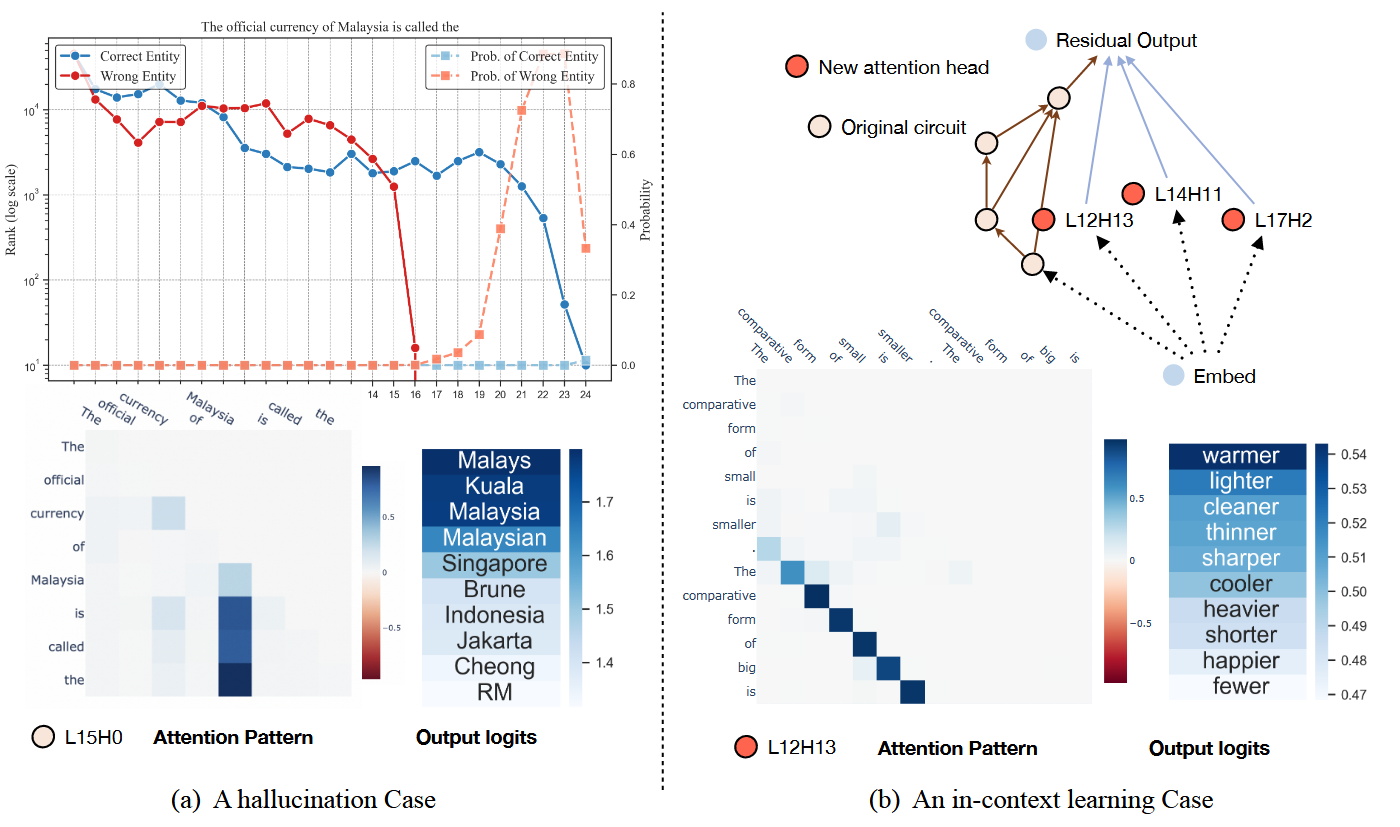 The official currency of Malaysia is called the
Correct Entity
Wrong Entity
Prob. of Correct Entity
Prob. of Wrong Entity
Rank (log scale)
10^4
10^3
10^2
10^1
Probability
0.8
0.6
0.4
0.2
0.0
14 15 16 17 18 19 20 21 22 23 24
The official currency of Malaysia is called the
The
official
currency
of
Malaysia
is
called
the
0.5
0
−0.5
Malays
Kuala
Malaysia
Malaysian
Singapore
Brune
Indonesia
Jakarta
Cheong
RM
1.7
1.6
1.5
1.4
L15H0
Attention Pattern
Output logits
(a) A hallucination Case
New attention head
Original circuit
Residual Output
L12H13
L14H11
L17H2
Embed
The comparative form of small is smaller . The comparative form of big is
The
comparative
form
of
small
is
smaller
.
The
comparative
form
of
big
is
0.5
0
−0.5
warmer
lighter
cleaner
thinner
sharper
cooler
heavier
shorter
happier
fewer
0.54
0.53
0.52
0.51
0.50
0.49
0.48
0.47
L12H13
Attention Pattern
Output logits
(b) An in-context learning Case